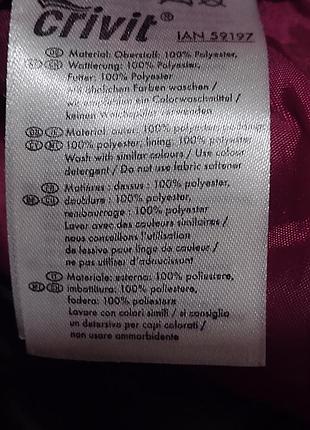 crivit® IAN 59197
DE Material: Oberstoff: 100% Polyester,
Wattierung: 100% Polyester,
Futter: 100% Polyester
Mit ähnlichen Farben waschen/
wir empfehlen ein Colorwaschmittel/
keinen Weichspüler verwenden
Material: outer: 100% polyester, padding:
100% polyester, lining: 100% polyester
Wash with similar colours / Use colour
detergent / Do not use fabric softener
FR Matières : dessus : 100% polyester
doublure : 100% polyester,
rembourrage : 100% polyester
Laver avec des couleurs similaires /
nous conseillons l'utilisation
de lessive pour linge de couleur /
ne pas utiliser d'adoucissant
IT Materiale: esterno: 100% poliestere,
imbottitura: 100% poliestere,
fodera: 100% poliestere
Lavare con colori simili / si consiglia
un detersivo per capi colorati /
non usare ammorbidente